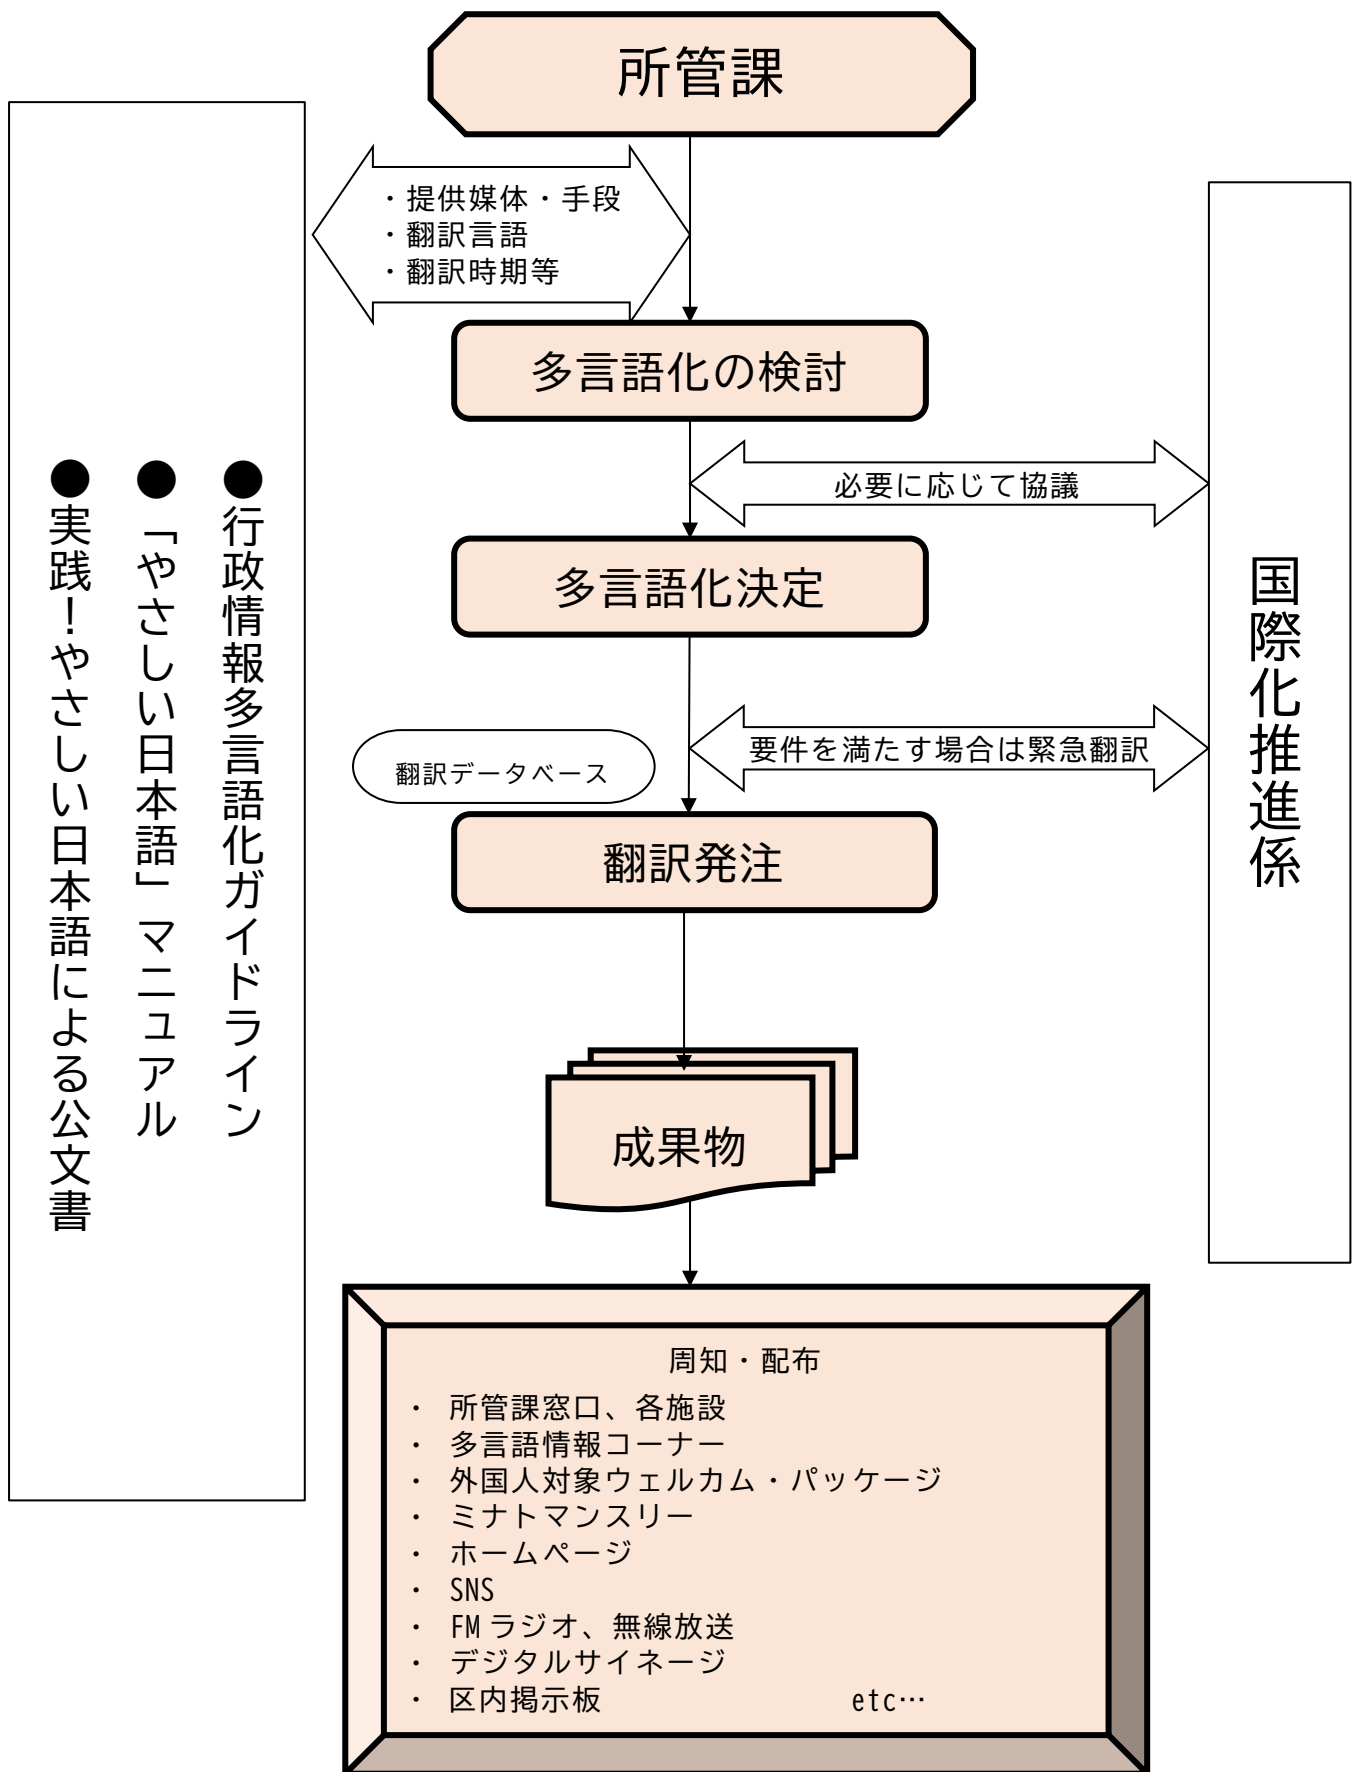 所管課
・提供媒体・手段
・翻訳言語
・翻訳時期等
多言語化の検討
必要に応じて協議
多言語化決定
要件を満たす場合は緊急翻訳
翻訳データベース
翻訳発注
成果物
周知・配布
・ 所管課窓口、各施設
・ 多言語情報コーナー
・ 外国人対象ウェルカム・パッケージ
・ ミナトマンスリー
・ ホームページ
・ SNS
・ FMラジオ、無線放送
・ デジタルサイネージ
・ 区内掲示板 etc…
●行政情報多言語化ガイドライン
●「やさしい日本語」マニュアル
●実践！やさしい日本語による公文書
国際化推進係